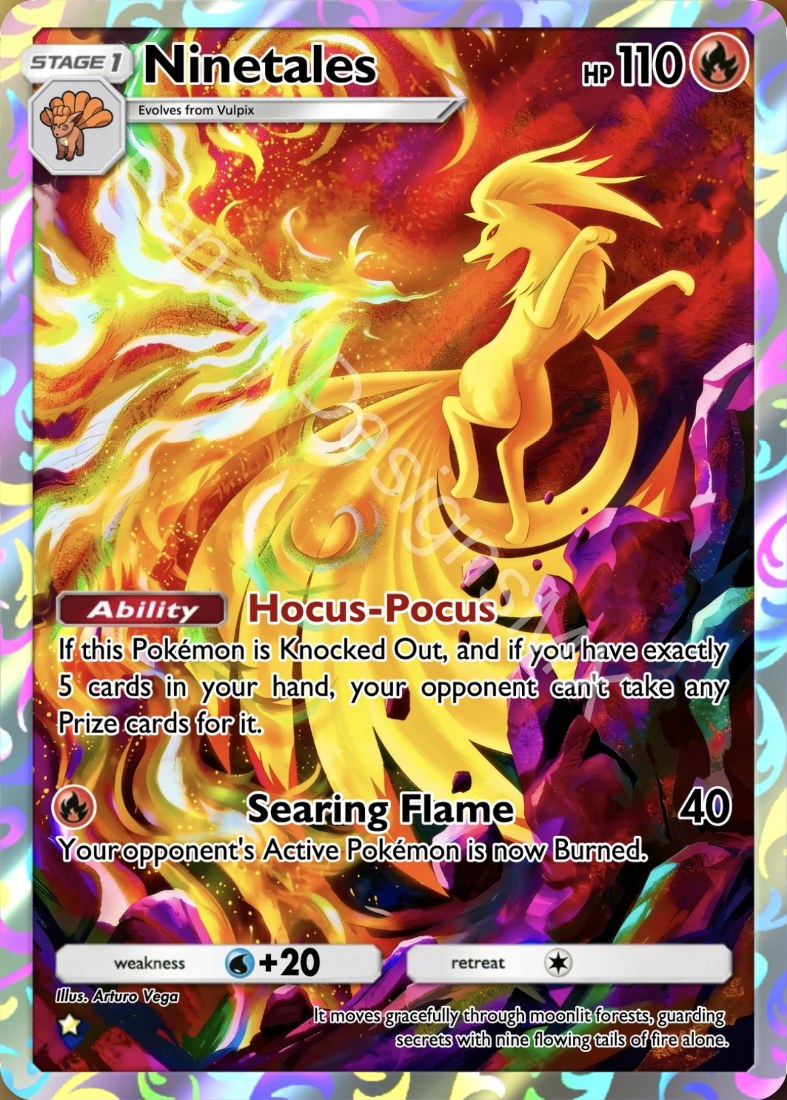 STAGE 1
Ninetales
HP 110
Evolves from Vulpix
Fanart DesignsMX
Ability
Hocus-Pocus
If this Pokémon is Knocked Out, and if you have exactly
5 cards in your hand, your opponent can't take any
Prize cards for it.
Searing Flame
40
Your opponent's Active Pokémon is now Burned.
weakness
+20
retreat
Illus. Arturo Vega
It moves gracefully through moonlit forests, guarding
secrets with nine flowing tails of fire alone.